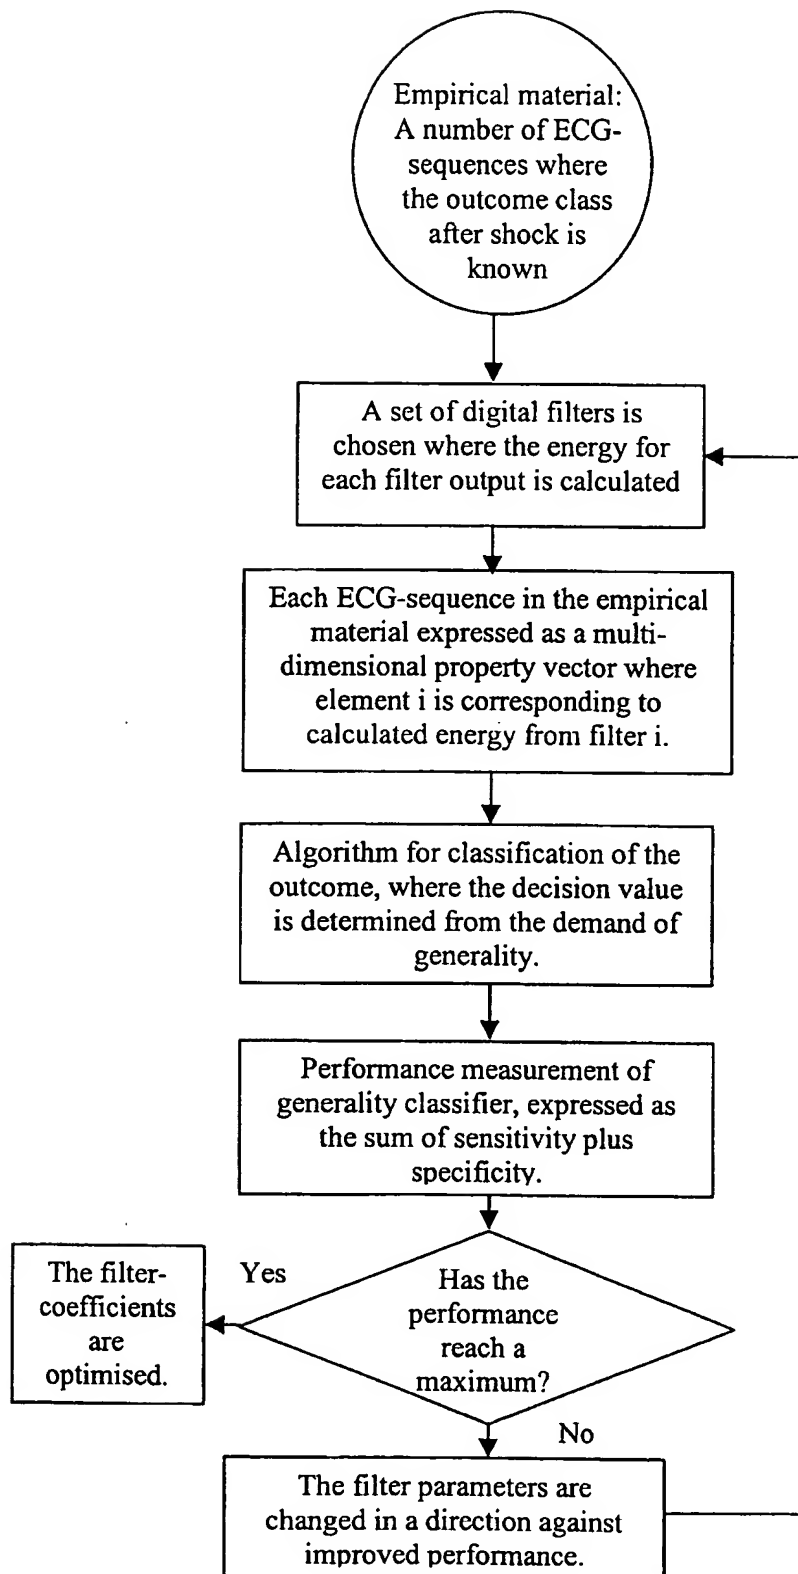 Empirical material:
A number of ECG-
sequences where
the outcome class
after shock is
known
A set of digital filters is
chosen where the energy for
each filter output is calculated
Each ECG-sequence in the empirical
material expressed as a multi-
dimensional property vector where
element i is corresponding to
calculated energy from filter i.
Algorithm for classification of the
outcome, where the decision value
is determined from the demand of
generality.
Performance measurement of
generality classifier, expressed as
the sum of sensitivity plus
specificity.
Has the
performance
reach a
maximum?
Yes
The filter-
coefficients
are
optimised.
No
The filter parameters are
changed in a direction against
improved performance.